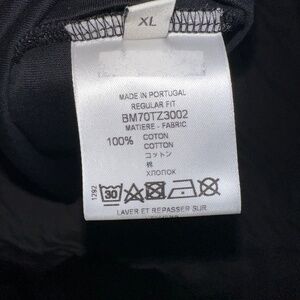 XL
MADE IN PORTUGAL
REGULAR FIT
BM70TZ3002
MATIERE - FABRIC
100% COTON
COTTON
コットン
棉
ХЛОПОК
1292
30
LAVER ET REPASSER SUR